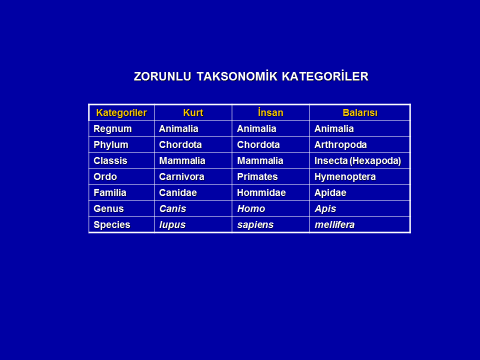 ZORUNLU TAKSONOMİK KATEGORİLER
Kategoriler Kurt İnsan Balarısı
Regnum Animalia Animalia Animalia
Phylum Chordota Chordota Arthropoda
Classis Mammalia Mammalia Insecta (Hexapoda)
Ordo Carnivora Primates Hymenoptera
Familia Canidae Hommidae Apidae
Genus Canis Homo Apis
Species lupus sapiens mellifera